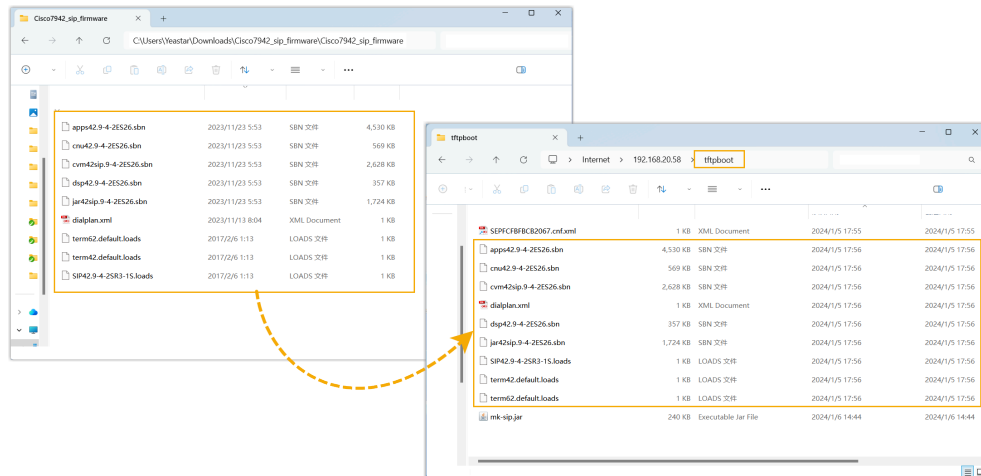 Cisco7942_sip_firmware
C:\Users\Yeastar\Downloads\Cisco7942_sip_firmware\Cisco7942_sip_firmware
apps42.9-4-2ES26.sbn 2023/11/23 5:53 SBN 文件 4,530 KB
cnu42.9-4-2ES26.sbn 2023/11/23 5:53 SBN 文件 569 KB
cvm42sip.9-4-2ES26.sbn 2023/11/23 5:53 SBN 文件 2,628 KB
dsp42.9-4-2ES26.sbn 2023/11/23 5:53 SBN 文件 357 KB
jar42sip.9-4-2ES26.sbn 2023/11/23 5:53 SBN 文件 1,724 KB
dialplan.xml 2023/11/13 8:04 XML Document 1 KB
term62.default.loads 2017/2/6 1:13 LOADS 文件 1 KB
term42.default.loads 2017/2/6 1:13 LOADS 文件 1 KB
SIP42.9-4-2SR3-1S.loads 2017/2/6 1:13 LOADS 文件 1 KB
tftpboot
Internet > 192.168.20.58 > tftpboot
SEPFCFBFBCB2067.cnf.xml 1 KB XML Document 2024/1/5 17:55 2024/1/5 17:55
apps42.9-4-2ES26.sbn 4,530 KB SBN 文件 2024/1/5 17:56 2024/1/5 17:56
cnu42.9-4-2ES26.sbn 569 KB SBN 文件 2024/1/5 17:56 2024/1/5 17:56
cvm42sip.9-4-2ES26.sbn 2,628 KB SBN 文件 2024/1/5 17:56 2024/1/5 17:56
dialplan.xml 1 KB XML Document 2024/1/5 17:56 2024/1/5 17:56
dsp42.9-4-2ES26.sbn 357 KB SBN 文件 2024/1/5 17:56 2024/1/5 17:56
jar42sip.9-4-2ES26.sbn 1,724 KB SBN 文件 2024/1/5 17:56 2024/1/5 17:56
SIP42.9-4-2SR3-1S.loads 1 KB LOADS 文件 2024/1/5 17:56 2024/1/5 17:56
term42.default.loads 1 KB LOADS 文件 2024/1/5 17:56 2024/1/5 17:56
term62.default.loads 1 KB LOADS 文件 2024/1/5 17:56 2024/1/5 17:56
mk-sip.jar 240 KB Executable Jar File 2024/1/6 14:44 2024/1/6 14:44